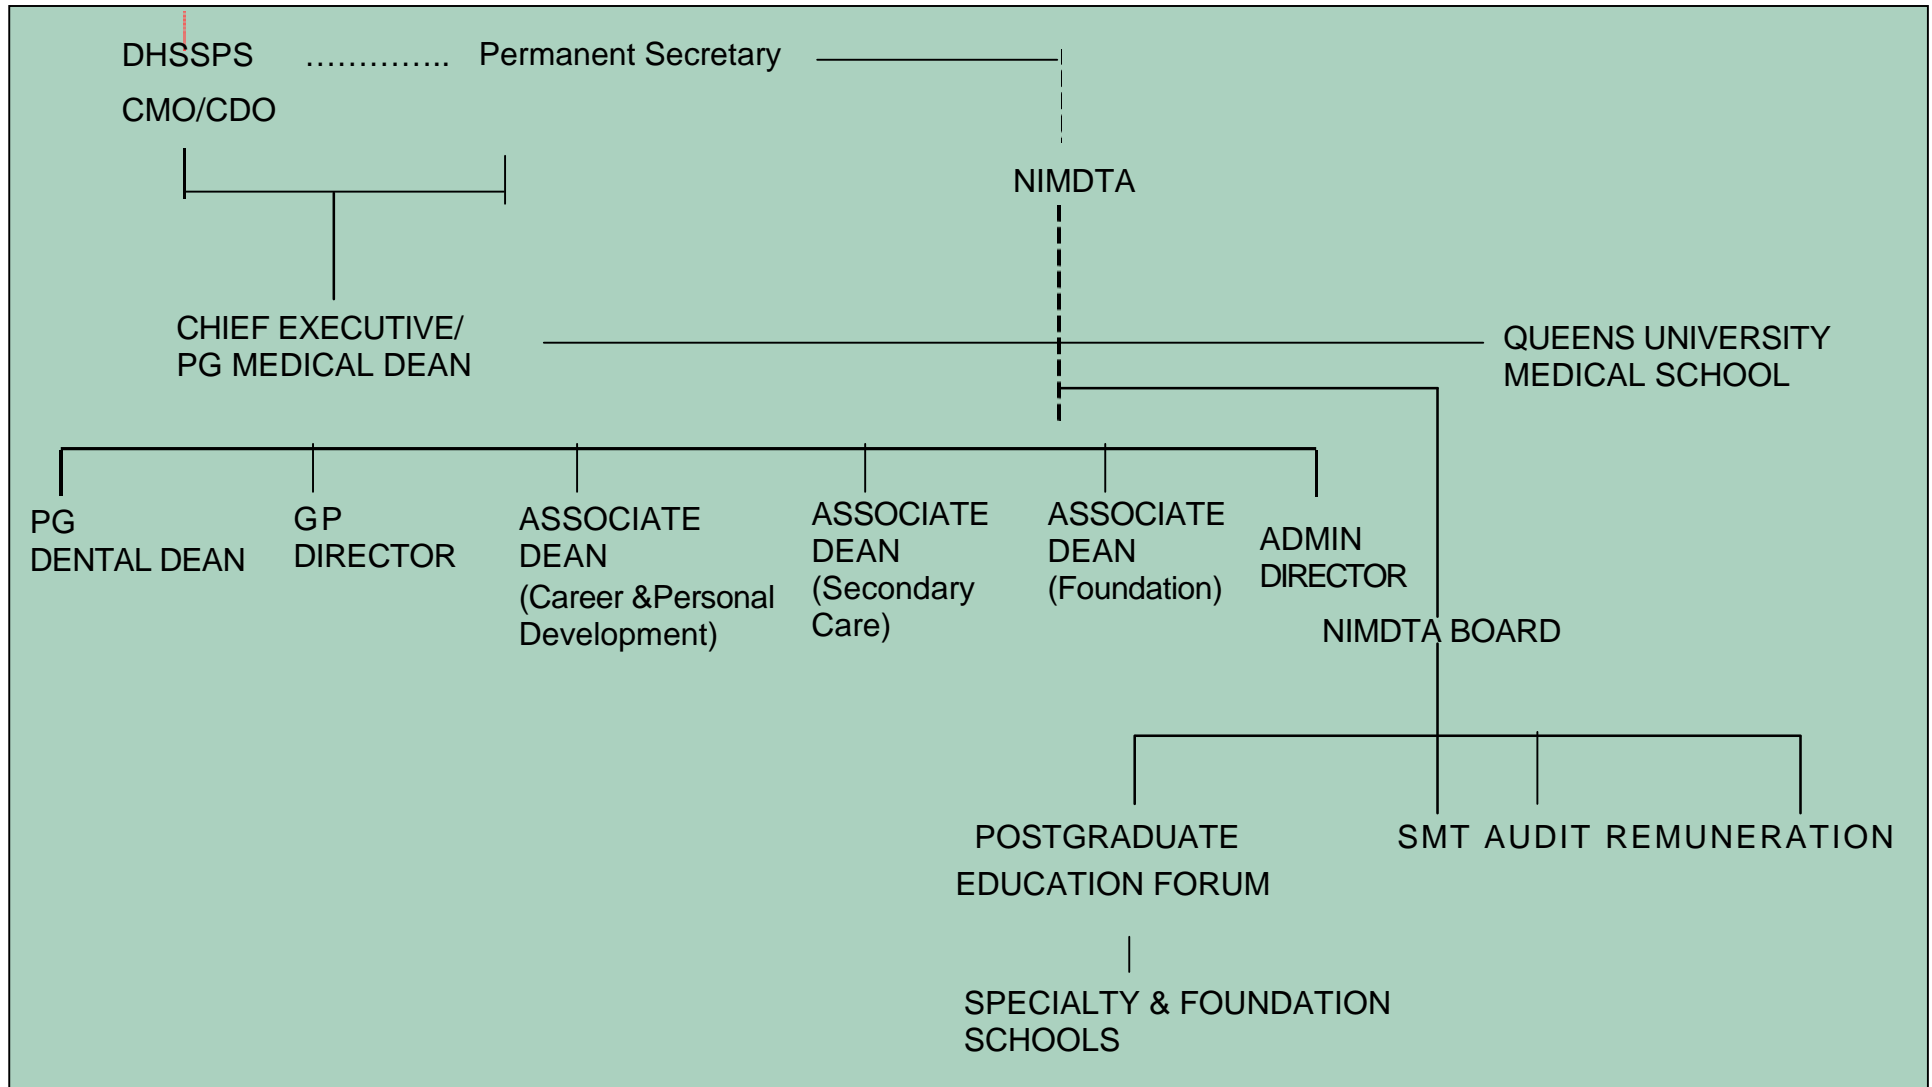 DHSSPS ………….. Permanent Secretary
CMO/CDO
NIMDTA
CHIEF EXECUTIVE/
PG MEDICAL DEAN
QUEENS UNIVERSITY
MEDICAL SCHOOL
PG
DENTAL DEAN
GP
DIRECTOR
ASSOCIATE
DEAN
(Career &Personal
Development)
ASSOCIATE
DEAN
(Secondary
Care)
ASSOCIATE
DEAN
(Foundation)
ADMIN
DIRECTOR
NIMDTA BOARD
POSTGRADUATE
EDUCATION FORUM
SMT AUDIT REMUNERATION
SPECIALTY & FOUNDATION
SCHOOLS